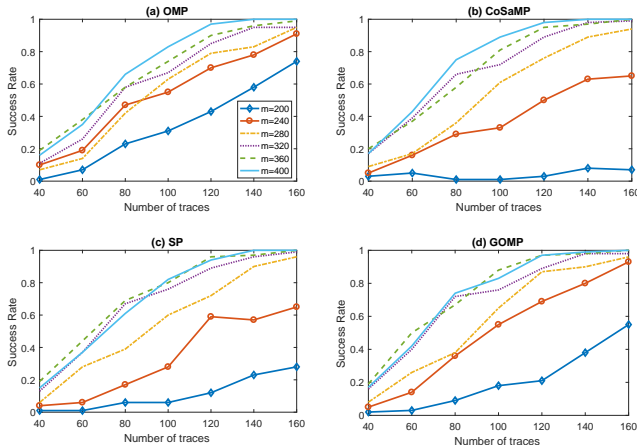 (a) OMP
1
0.8
0.6
0.4
0.2
0
Success Rate
40 60 80 100 120 140 160
Number of traces
m=200
m=240
m=280
m=320
m=360
m=400
(b) CoSaMP
1
0.8
0.6
0.4
0.2
0
Success Rate
40 60 80 100 120 140 160
Number of traces
(c) SP
1
0.8
0.6
0.4
0.2
0
Success Rate
40 60 80 100 120 140 160
Number of traces
(d) GOMP
1
0.8
0.6
0.4
0.2
0
Success Rate
40 60 80 100 120 140 160
Number of traces